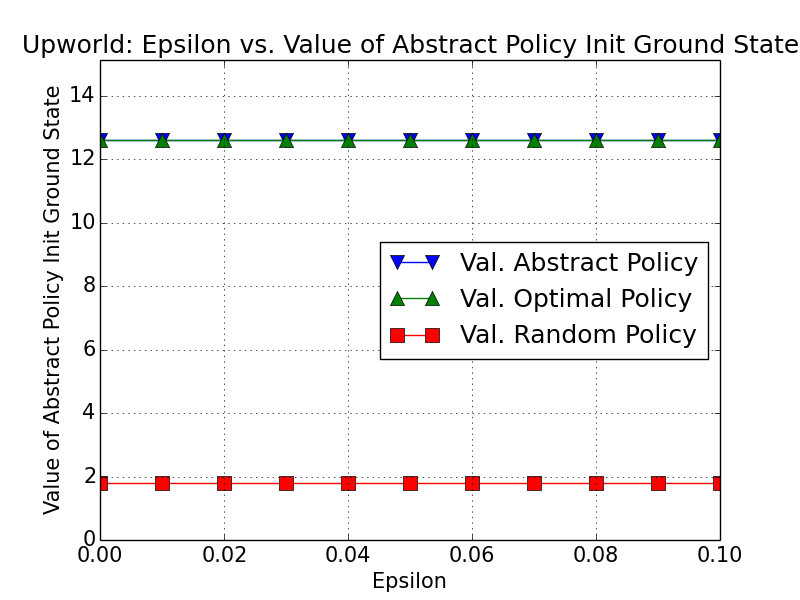 Upworld: Epsilon vs. Value of Abstract Policy Init Ground State
Value of Abstract Policy Init Ground State
14
12
10
8
6
4
2
0
Val. Abstract Policy
Val. Optimal Policy
Val. Random Policy
0.00 0.02 0.04 0.06 0.08 0.10
Epsilon